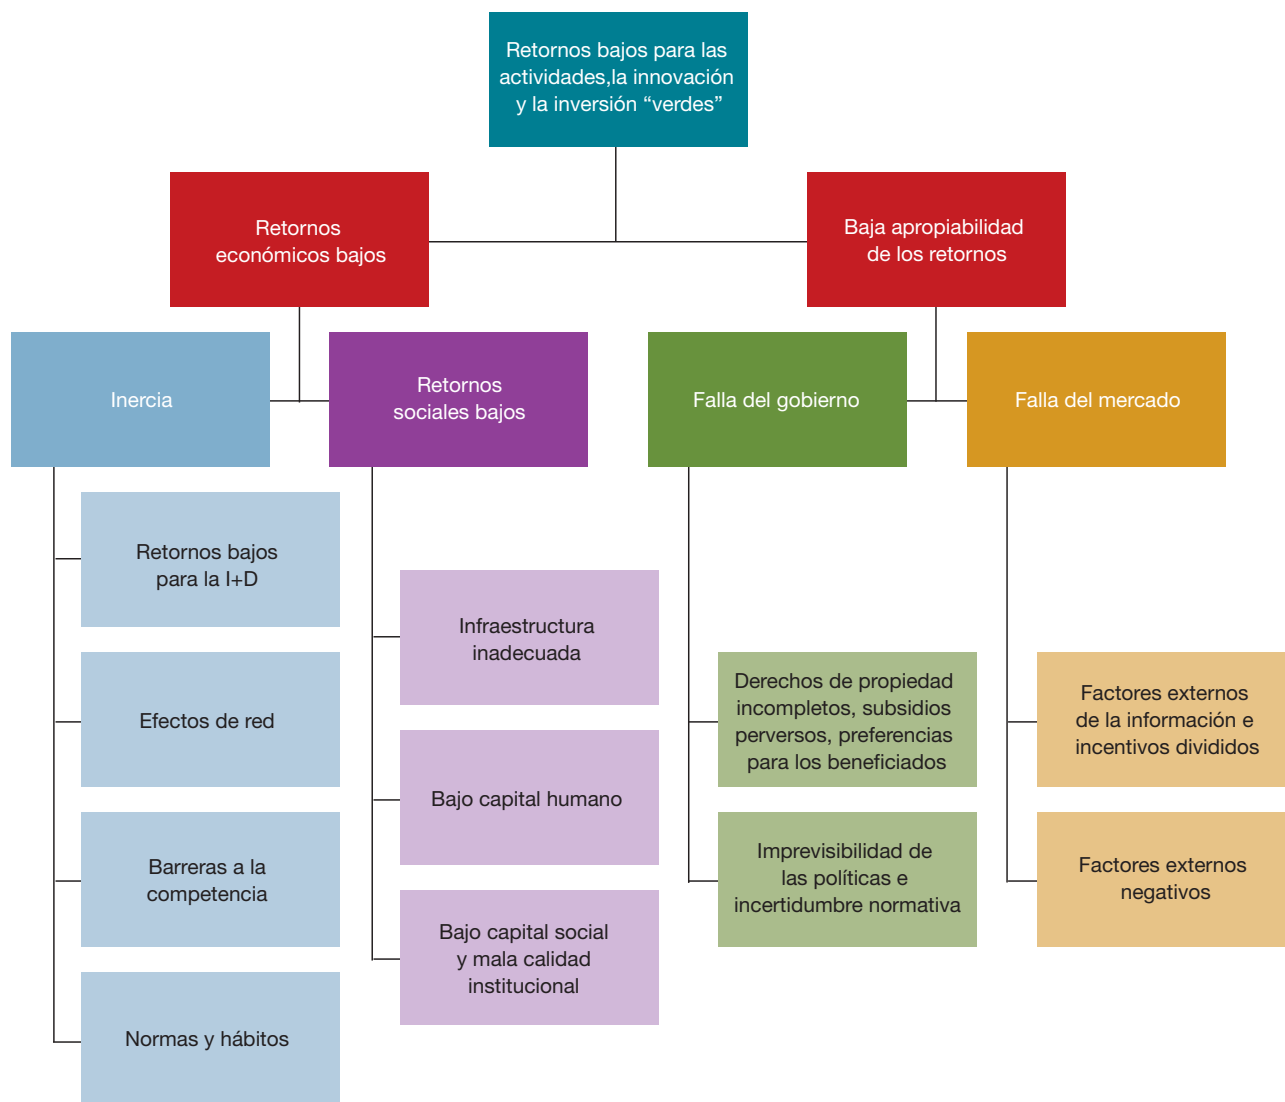 Retornos bajos para las
actividades,la innovación
y la inversión “verdes”
Retornos
económicos bajos
Baja apropiabilidad
de los retornos
Inercia
Retornos
sociales bajos
Falla del gobierno
Falla del mercado
Retornos bajos
para la I+D
Efectos de red
Barreras a la
competencia
Normas y hábitos
Infraestructura
inadecuada
Bajo capital humano
Bajo capital social
y mala calidad
institucional
Derechos de propiedad
incompletos, subsidios
perversos, preferencias
para los beneficiados
Imprevisibilidad de
las políticas e
incertidumbre normativa
Factores externos
de la información e
incentivos divididos
Factores externos
negativos